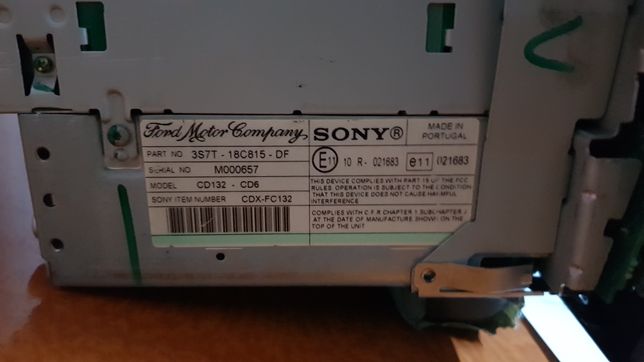 Ford Motor Company SONY® MADE IN
PORTUGAL
PART NO. 3S7T - 18C815 - DF
SERIAL NO M000657
MODEL CD132 - CD6
SONY ITEM NUMBER CDX-FC132
E11 10 R - 021683 e11 021683
THIS DEVICE COMPLIES WITH PART 15 OF THE FCC
RULES OPERATION IS SUBJECT TO THE CONDITION
THAT THIS DEVICE DOES NOT CAUSE HAMFUL
INTERFERENCE
COMPLIES WITH C.F.R CHAPTER 1 SUBCHAPTER J
AT THE DATE OF MANUFACTURE SHOWN ON THE
TOP OF THE UNIT